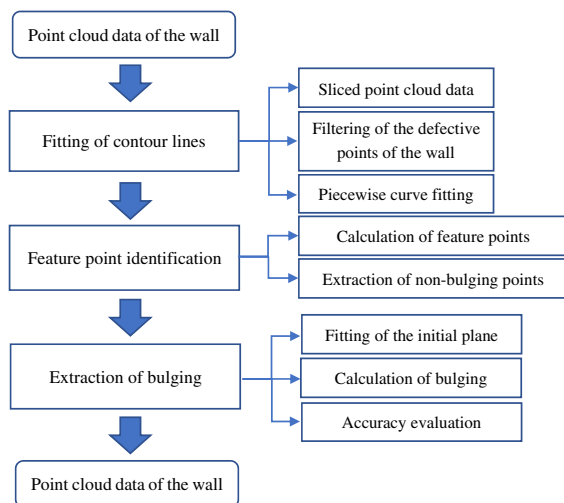 Point cloud data of the wall
Fitting of contour lines
Sliced point cloud data
Filtering of the defective
points of the wall
Piecewise curve fitting
Feature point identification
Calculation of feature points
Extraction of non-bulging points
Extraction of bulging
Fitting of the initial plane
Calculation of bulging
Accuracy evaluation
Point cloud data of the wall